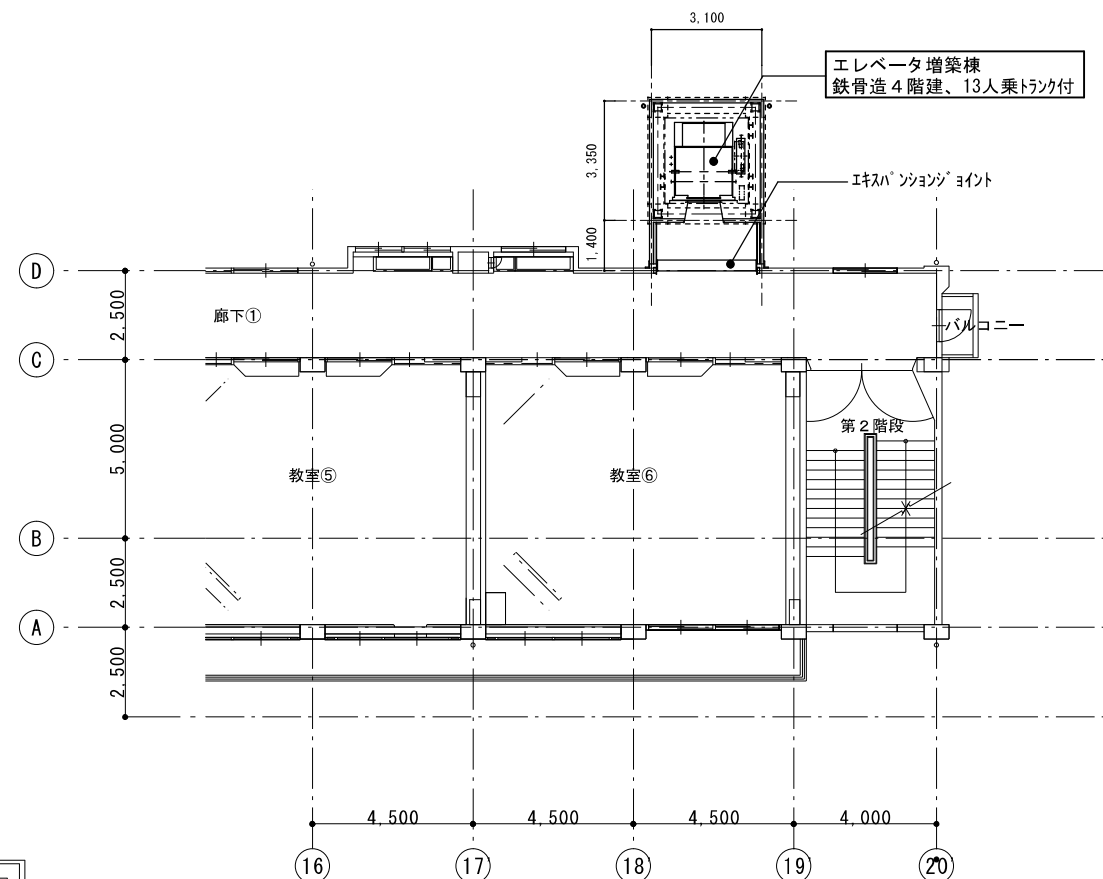 3,100
エレベータ増築棟
鉄骨造4階建、13人乗トランク付
3,350
エキスパンションジョイント
1,400
D
2,500
廊下①
バルコニー
C
5,000
第2階段
教室⑤
教室⑥
B
2,500
A
2,500
4,500
4,500
4,500
4,000
16
17
18
19
20